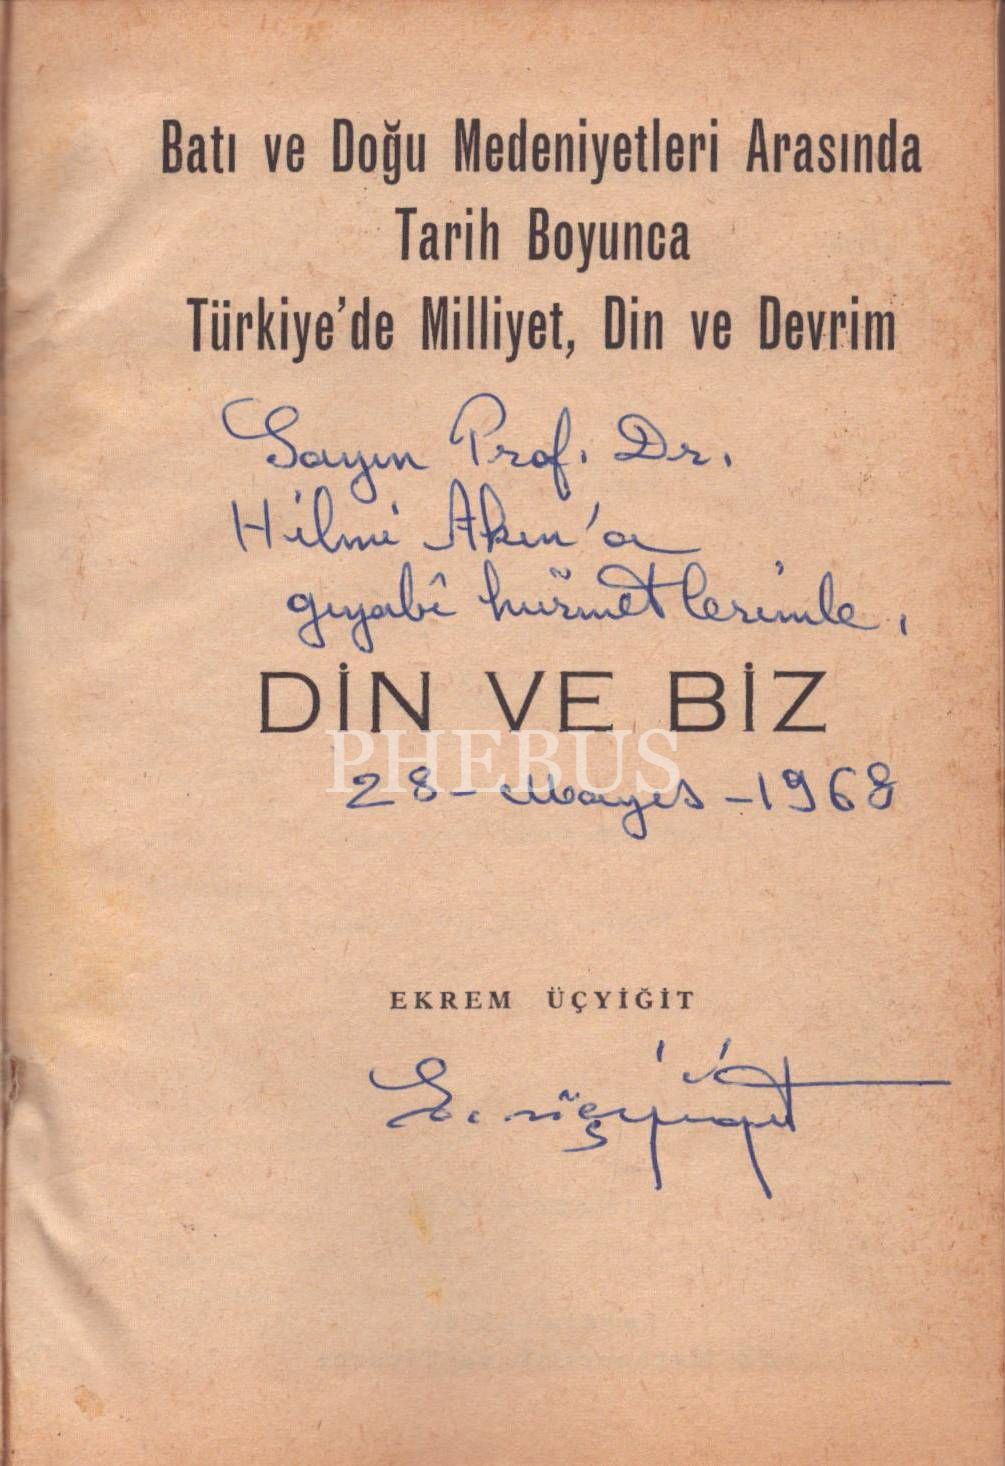 Batı ve Doğu Medeniyetleri Arasında
Tarih Boyunca
Türkiye'de Milliyet, Din ve Devrim
Sayın Prof. Dr.
Hilmi Akın'a
gıyabî hürmetlerimle,
DİN VE BİZ
PHEBUS
28-Mayıs-1968
EKREM ÜÇYİĞİT
E. Üçyiğit